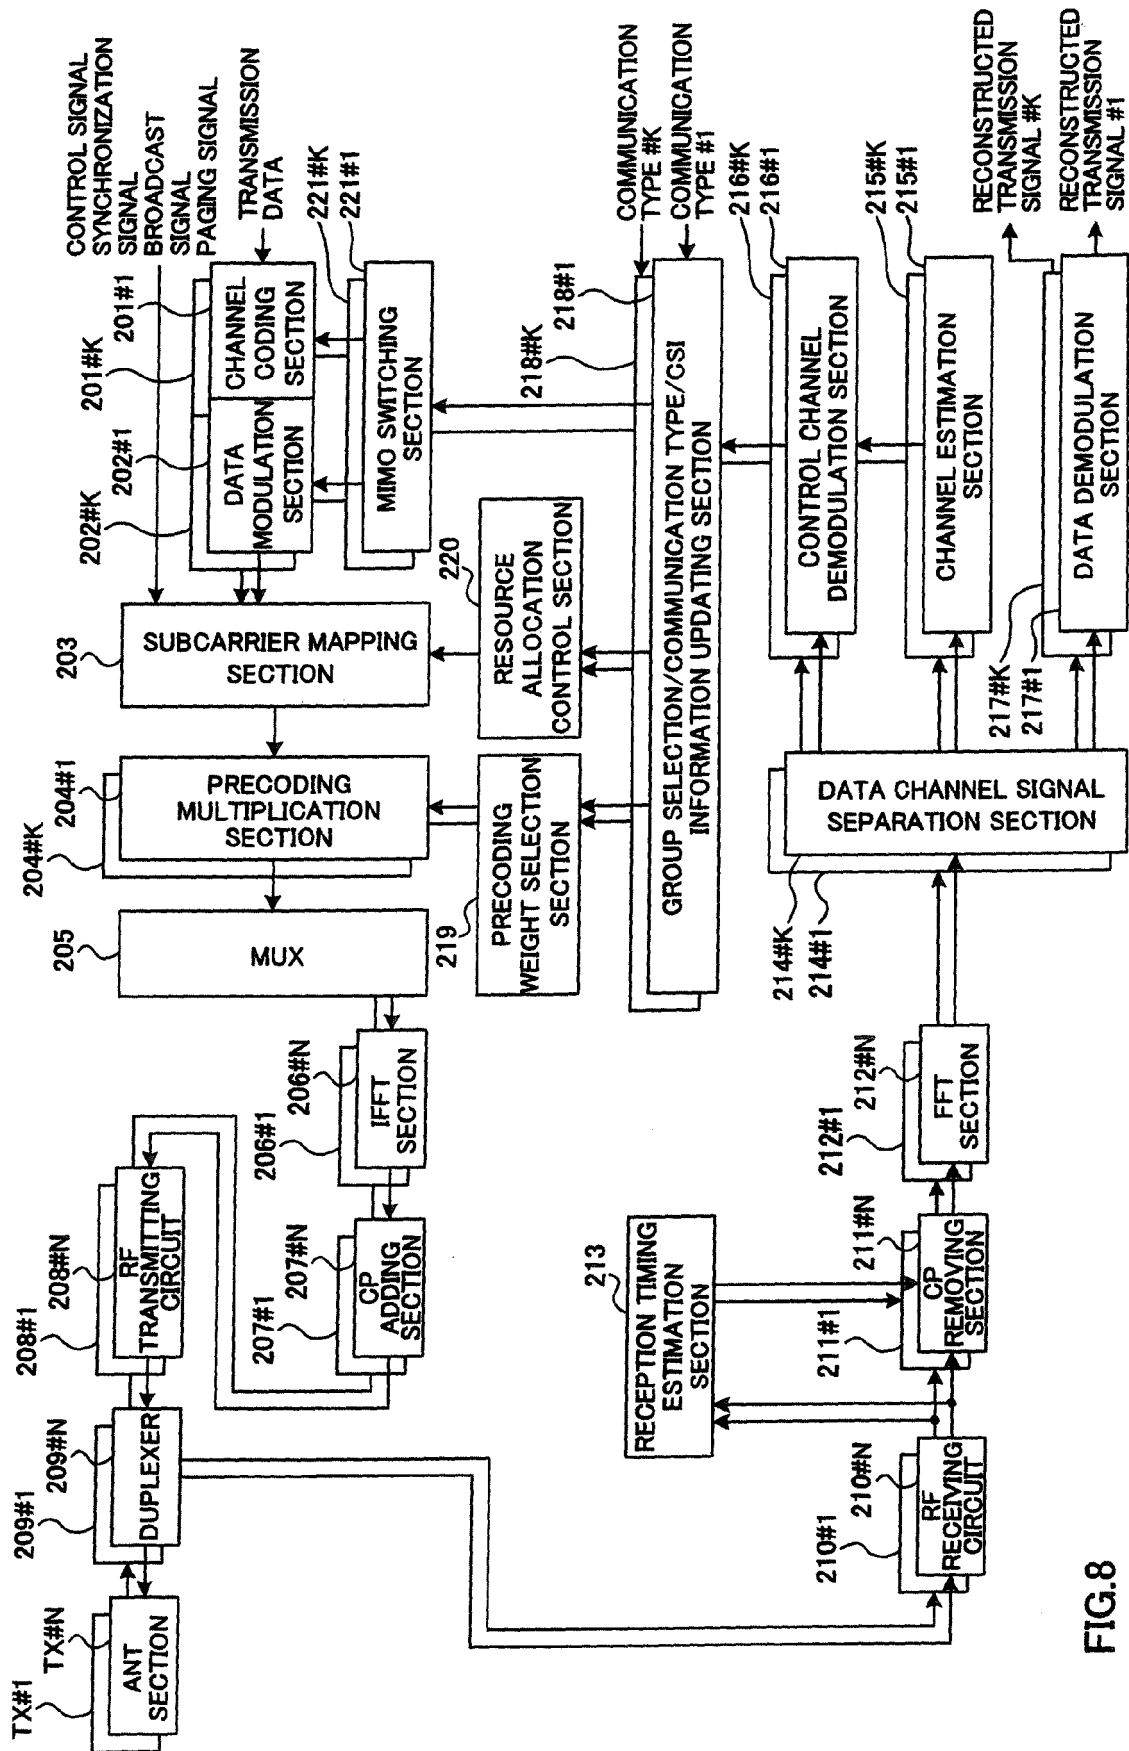 CONTROL SIGNAL
SYNCHRONIZATION
SIGNAL
BROADCAST
SIGNAL
PAGING SIGNAL
TRANSMISSION
DATA
201#K
201#1
202#K
202#1
CHANNEL
CODING
SECTION
DATA
MODULATION
SECTION
221#K
221#1
MIMO SWITCHING
SECTION
203
SUBCARRIER MAPPING
SECTION
220
RESOURCE
ALLOCATION
CONTROL SECTION
204#K
204#1
PRECODING
MULTIPLICATION
SECTION
219
PRECODING
WEIGHT SELECTION
SECTION
205
MUX
206#1
206#N
IFFT
SECTION
207#1
207#N
CP
ADDING
SECTION
208#1
208#N
RF
TRANSMITTING
CIRCUIT
209#1
209#N
DUPLEXER
TX#1
TX#N
ANT
SECTION
COMMUNICATION
TYPE #K
COMMUNICATION
TYPE #1
218#K
218#1
GROUP SELECTION/COMMUNICATION TYPE/CSI
INFORMATION UPDATING SECTION
216#K
216#1
CONTROL CHANNEL
DEMODULATION SECTION
215#K
215#1
CHANNEL ESTIMATION
SECTION
RECONSTRUCTED
TRANSMISSION
SIGNAL #K
RECONSTRUCTED
TRANSMISSION
SIGNAL #1
217#K
217#1
DATA DEMODULATION
SECTION
214#K
214#1
DATA CHANNEL SIGNAL
SEPARATION SECTION
212#1
212#N
FFT
SECTION
213
RECEPTION TIMING
ESTIMATION
SECTION
211#1
211#N
CP
REMOVING
SECTION
210#1
210#N
RF
RECEIVING
CIRCUIT
FIG.8